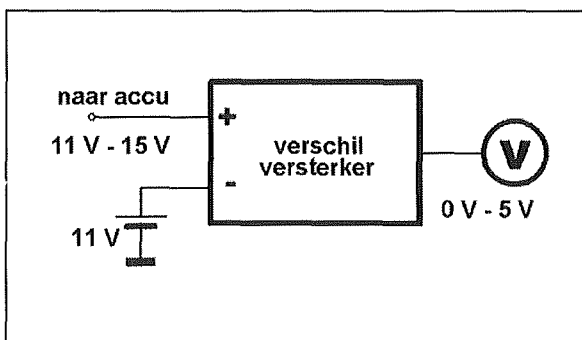 naar accu
11 V - 15 V
+
verschil
versterker
-
11 V
V
0 V - 5 V